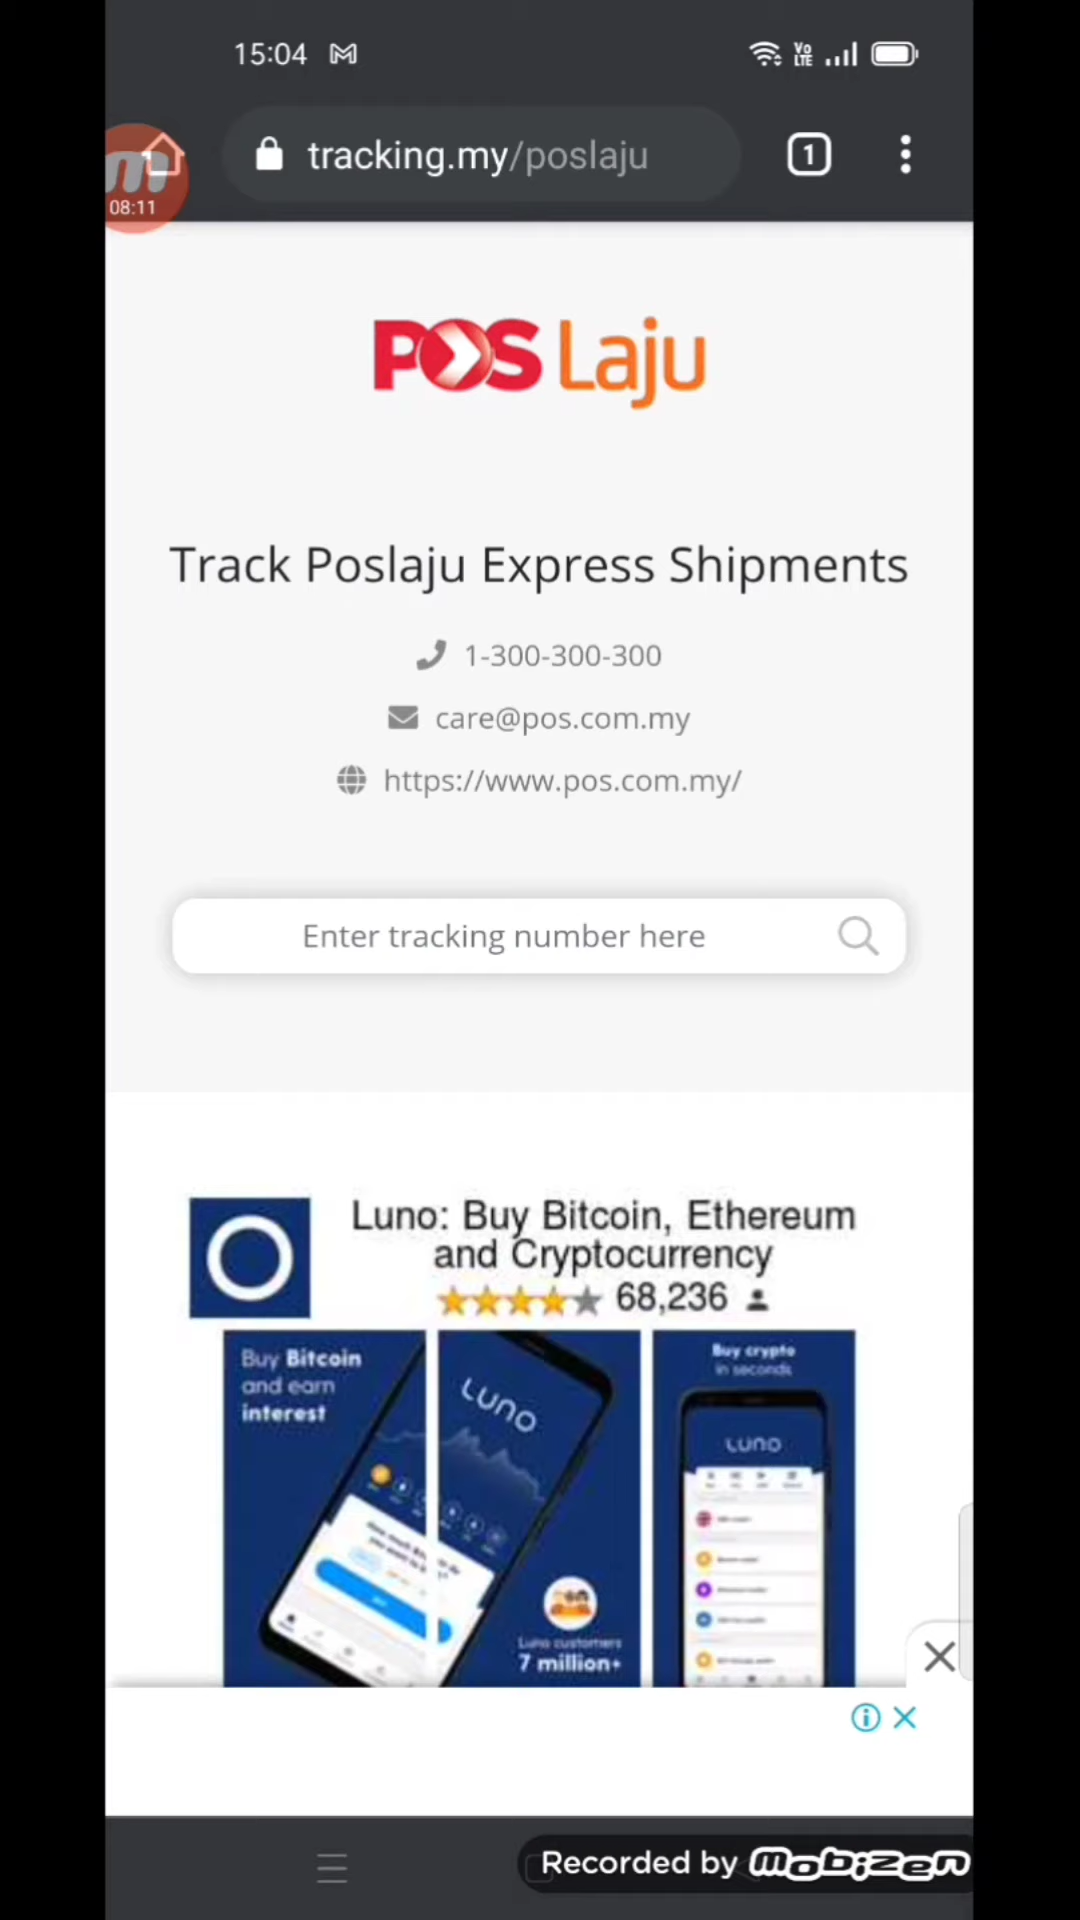 15:04
Vo
LTE
tracking.my/poslaju
1
m
08:11
POS Laju
Track Poslaju Express Shipments
1-300-300-300
care@pos.com.my
https://www.pos.com.my/
Enter tracking number here
Luno: Buy Bitcoin, Ethereum
and Cryptocurrency
68,236
Buy Bitcoin
and earn
interest
LUNO
Luno customers
7 million+
Buy crypto
in seconds
LUNO
Recorded by mobizen